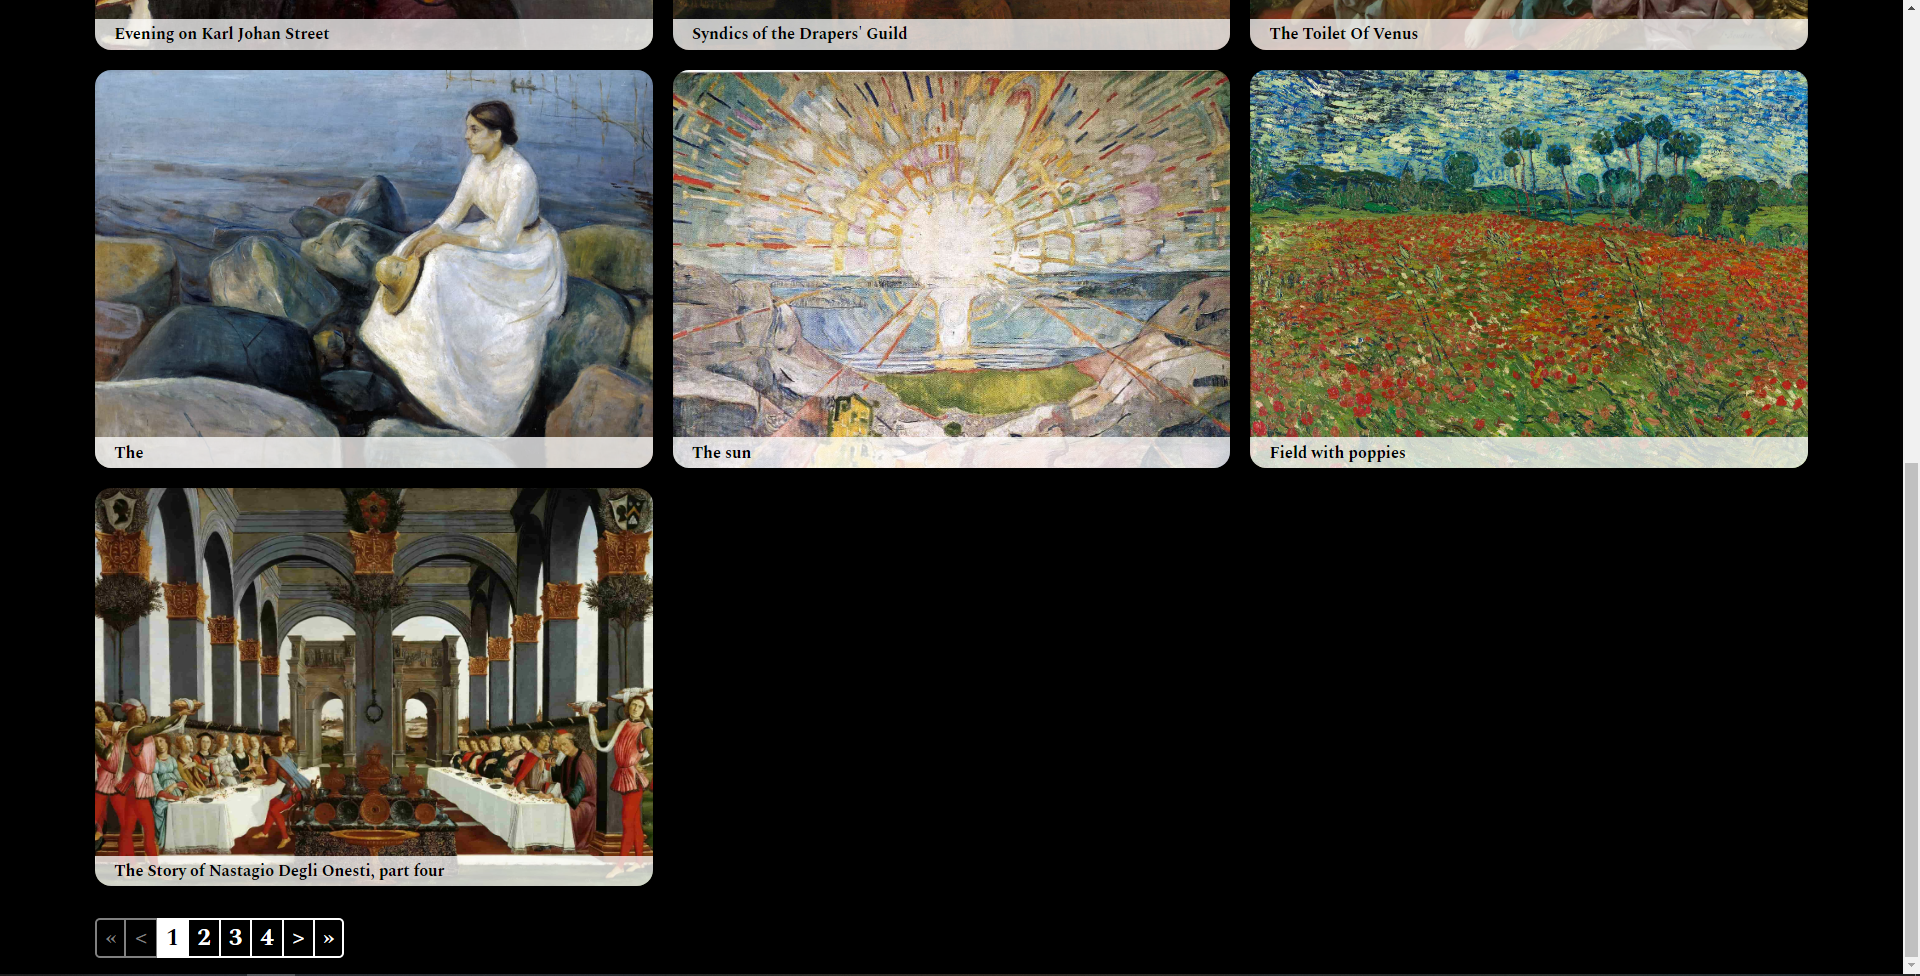 Evening on Karl Johan Street
Syndics of the Drapers' Guild
The Toilet Of Venus
The
The sun
Field with poppies
The Story of Nastagio Degli Onesti, part four
« < 1 2 3 4 > »